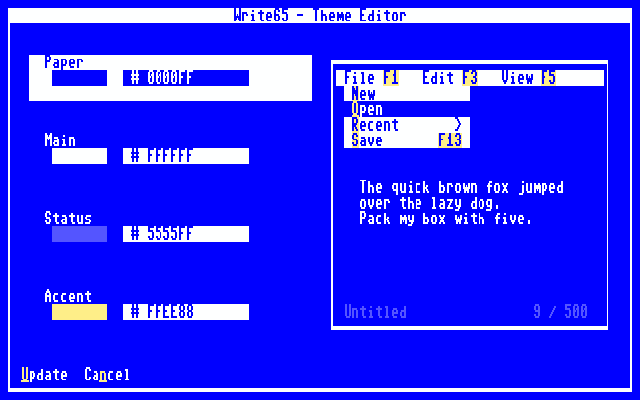 Write65 - Theme Editor
Paper
# 0000FF
Main
# FFFFFF
Status
# 5555FF
Accent
# FFEE88
File F1 Edit F3 View F5
New
Open
Recent >
Save F13
The quick brown fox jumped
over the lazy dog.
Pack my box with five.
Untitled 9 / 500
Update Cancel